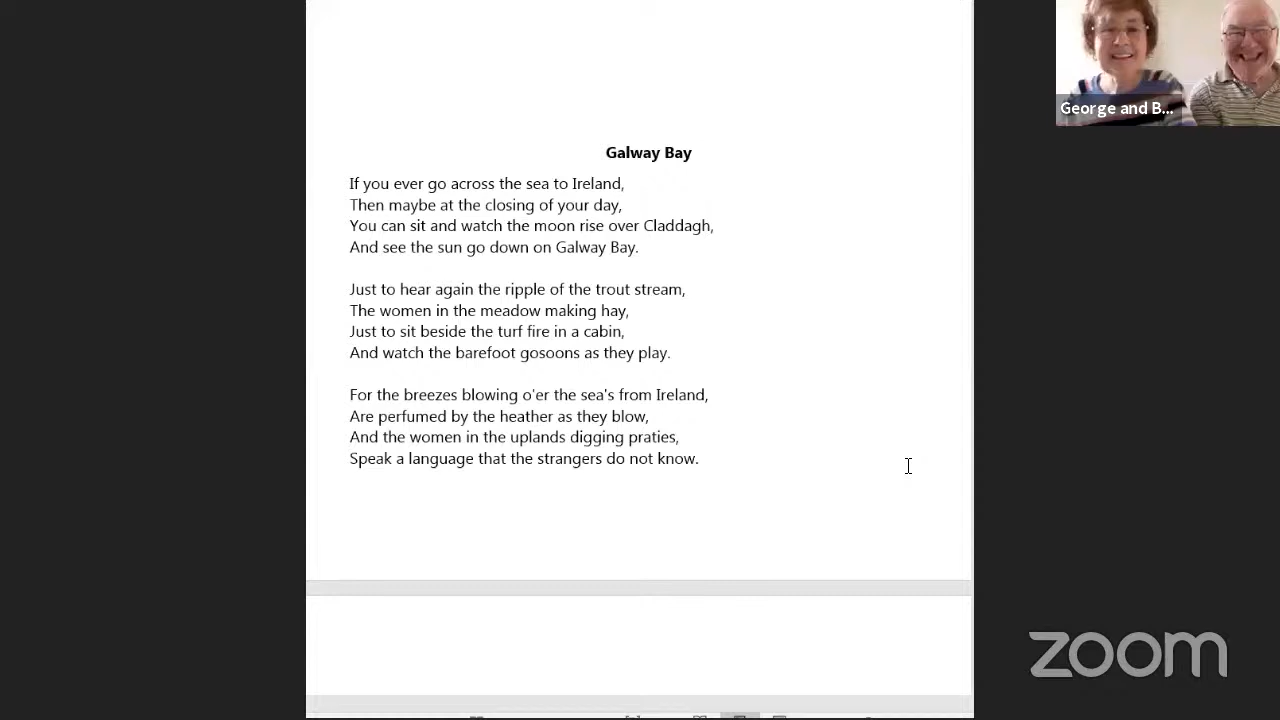 Galway Bay
If you ever go across the sea to Ireland,
Then maybe at the closing of your day,
You can sit and watch the moon rise over Claddagh,
And see the sun go down on Galway Bay.
Just to hear again the ripple of the trout stream,
The women in the meadow making hay,
Just to sit beside the turf fire in a cabin,
And watch the barefoot gosoons as they play.
For the breezes blowing o'er the sea's from Ireland,
Are perfumed by the heather as they blow,
And the women in the uplands digging praties,
Speak a language that the strangers do not know.
George and B...
zoom